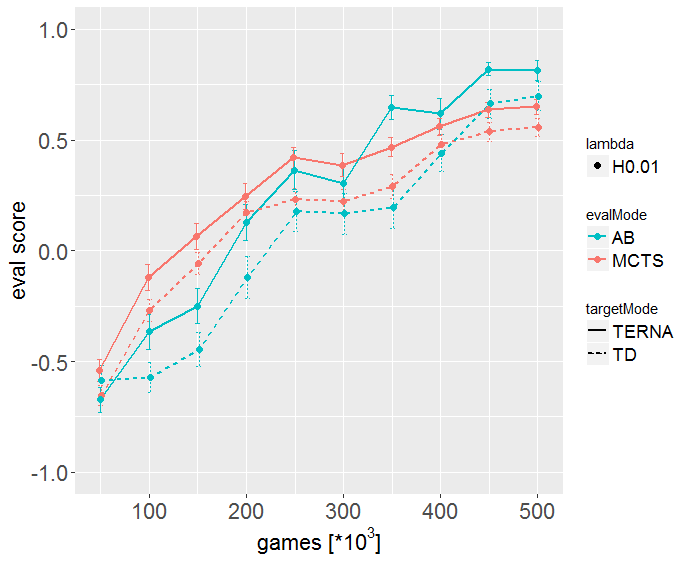 1.0
0.5
0.0
-0.5
-1.0
eval score
100 200 300 400 500
games [*10³]
lambda
H0.01
evalMode
AB
MCTS
targetMode
TERNA
TD